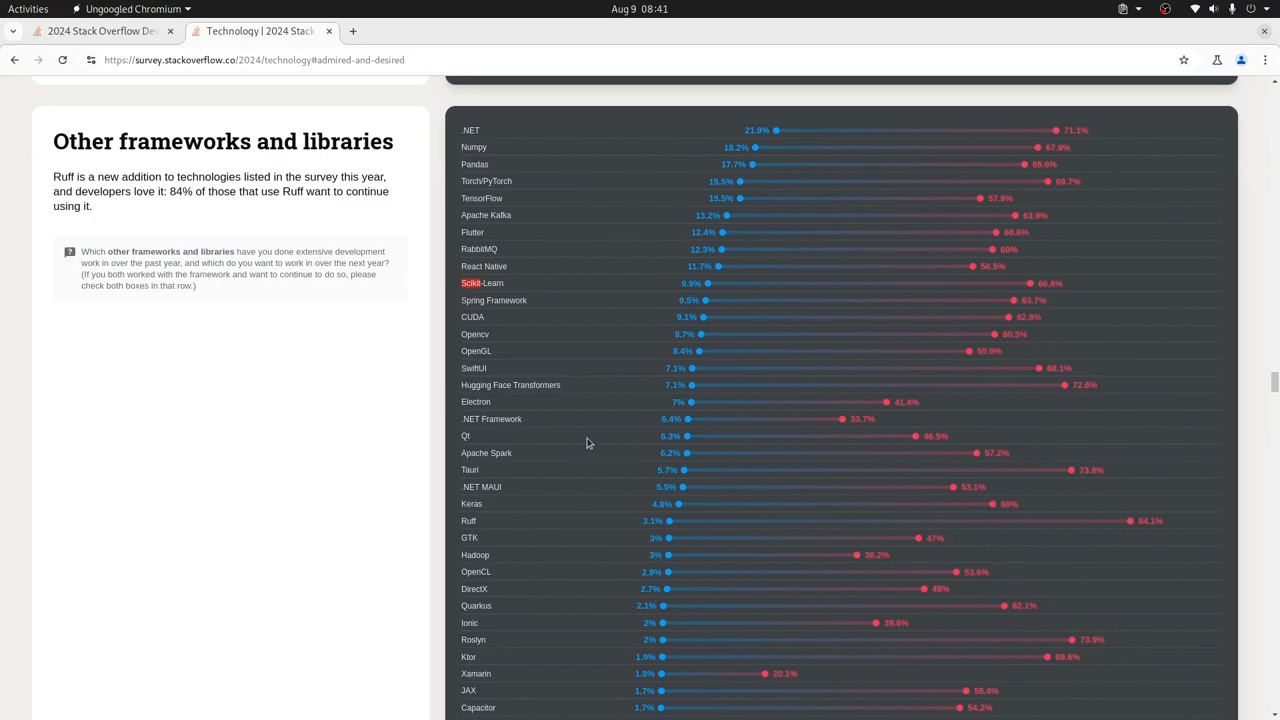 Activities
Ungoogled Chromium
Aug 9 08:41
2024 Stack Overflow Dev
Technology | 2024 Stack
https://survey.stackoverflow.co/2024/technology#admired-and-desired
Other frameworks and libraries
Ruff is a new addition to technologies listed in the survey this year,
and developers love it: 84% of those that use Ruff want to continue
using it.
Which other frameworks and libraries have you done extensive development
work in over the past year, and which do you want to work in over the next year?
(If you both worked with the framework and want to continue to do so, please
check both boxes in that row.)
.NET 21.9% 71.1%
Numpy 18.2% 67.9%
Pandas 17.7% 65.6%
Torch/PyTorch 15.5% 69.7%
TensorFlow 15.5% 57.8%
Apache Kafka 13.2% 63.9%
Flutter 12.4% 60.6%
RabbitMQ 12.3% 60%
React Native 11.7% 56.5%
Scikit-Learn 9.9% 66.6%
Spring Framework 9.5% 63.7%
CUDA 9.1% 62.8%
Opencv 8.7% 60.3%
OpenGL 8.4% 55.9%
SwiftUI 7.1% 68.1%
Hugging Face Transformers 7.1% 72.6%
Electron 7% 41.4%
.NET Framework 6.4% 33.7%
Qt 6.3% 46.5%
Apache Spark 6.2% 57.2%
Tauri 5.7% 73.8%
.NET MAUI 5.5% 53.1%
Keras 4.8% 60%
Ruff 3.1% 84.1%
GTK 3% 47%
Hadoop 3% 36.2%
OpenCL 2.9% 53.6%
DirectX 2.7% 48%
Quarkus 2.1% 62.1%
Ionic 2% 39.6%
Roslyn 2% 73.9%
Ktor 1.9% 69.6%
Xamarin 1.8% 20.1%
JAX 1.7% 55.4%
Capacitor 1.7% 54.2%